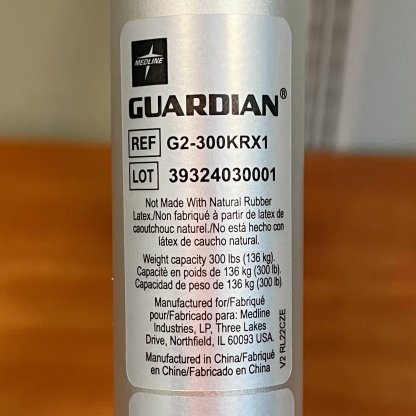 MEDLINE
GUARDIAN®
REF G2-300KRX1
LOT 39324030001
Not Made With Natural Rubber
Latex./Non fabriqué à partir de latex de
caoutchouc naturel./No está hecho con
látex de caucho natural.
Weight capacity 300 lbs (136 kg).
Capacitè en poids de 136 kg (300 lb).
Capacidad de peso de 136 kg (300 lb).
Manufactured for/Fabriqué
pour/Fabricado para: Medline
Industries, LP, Three Lakes
Drive, Northfield, IL 60093 USA.
Manufactured in China/Fabriqué
en China/Fabricado en China
V2 RL22CZE